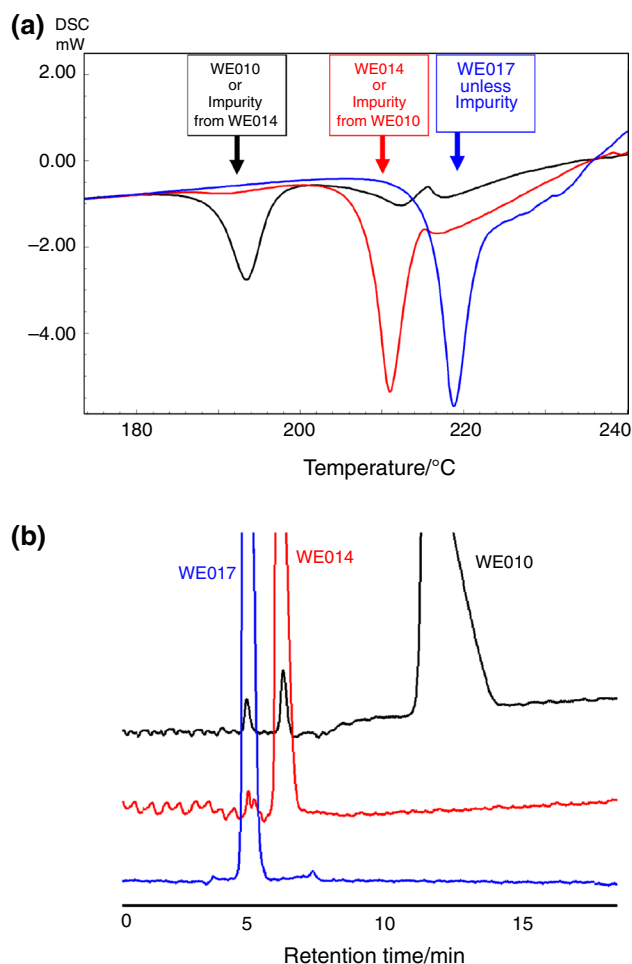 (a)
DSC
mW
2.00
0.00
−2.00
−4.00
WE010
or
Impurity
from WE014
WE014
or
Impurity
from WE010
WE017
unless
Impurity
180 200 220 240
Temperature/°C
(b)
WE017
WE014
WE010
0 5 10 15
Retention time/min